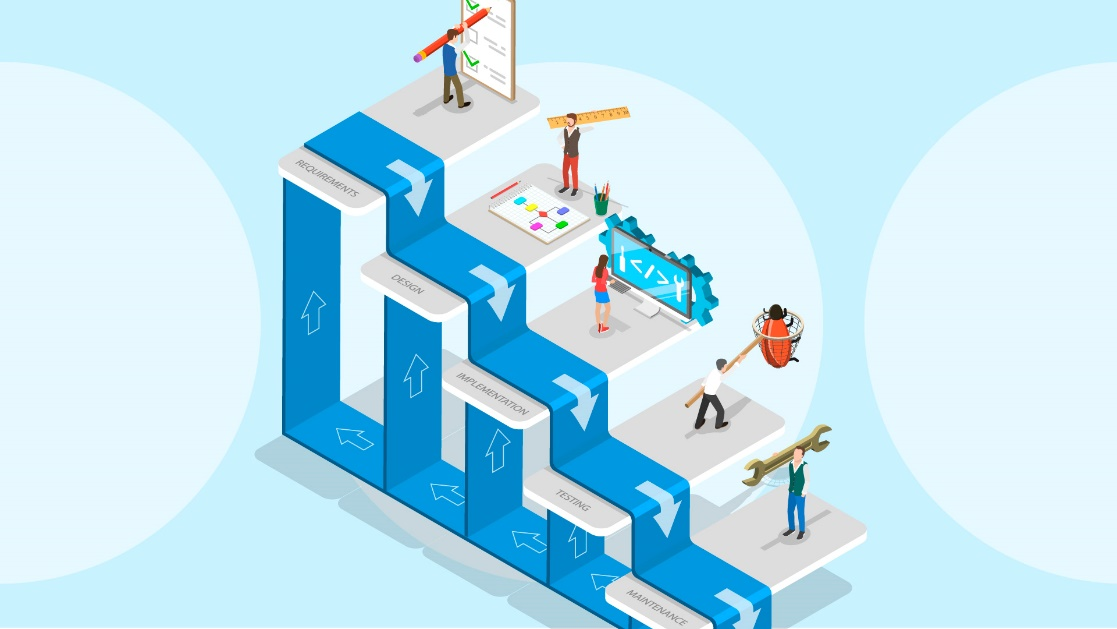 REQUIREMENTS
DESIGN
</>
IMPLEMENTATION
TESTING
MAINTENANCE